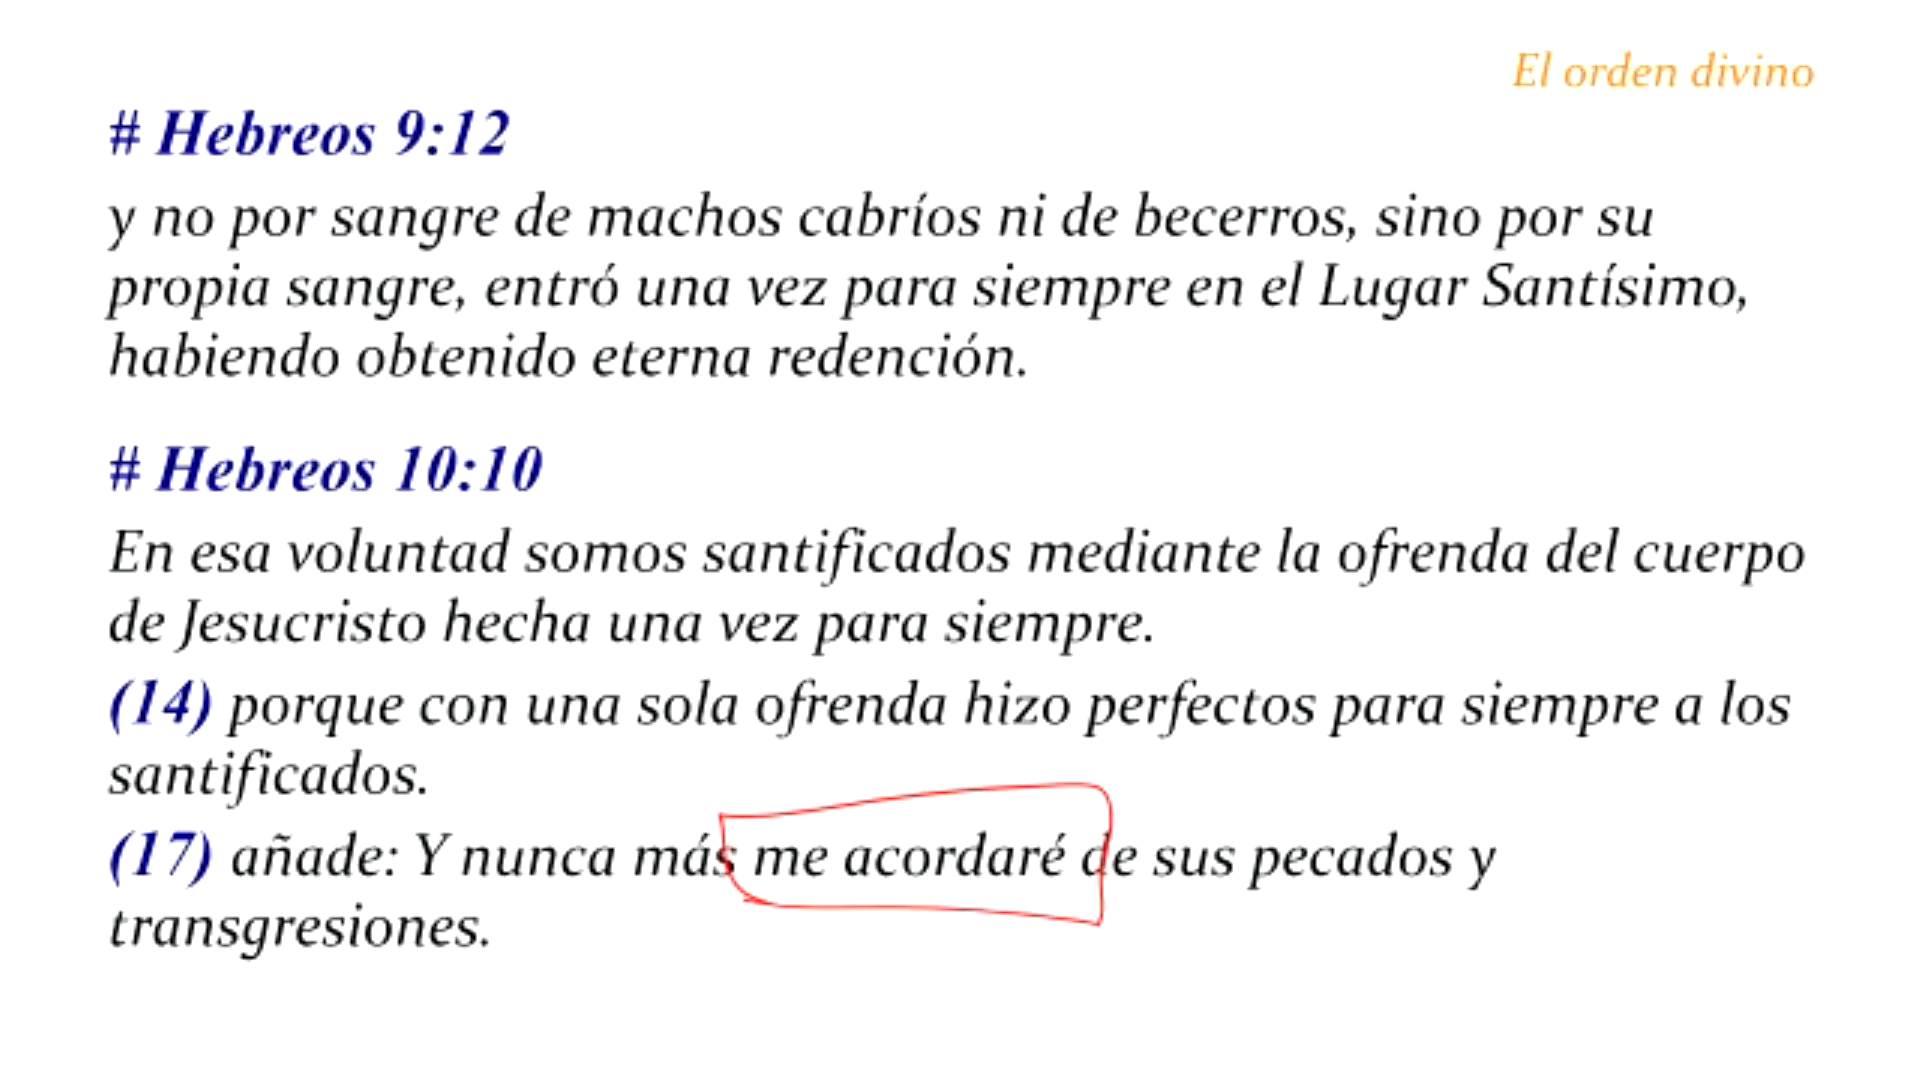 El orden divino
# Hebreos 9:12
y no por sangre de machos cabríos ni de becerros, sino por su
propia sangre, entró una vez para siempre en el Lugar Santísimo,
habiendo obtenido eterna redención.
# Hebreos 10:10
En esa voluntad somos santificados mediante la ofrenda del cuerpo
de Jesucristo hecha una vez para siempre.
(14) porque con una sola ofrenda hizo perfectos para siempre a los
santificados.
(17) añade: Y nunca más me acordaré de sus pecados y
transgresiones.